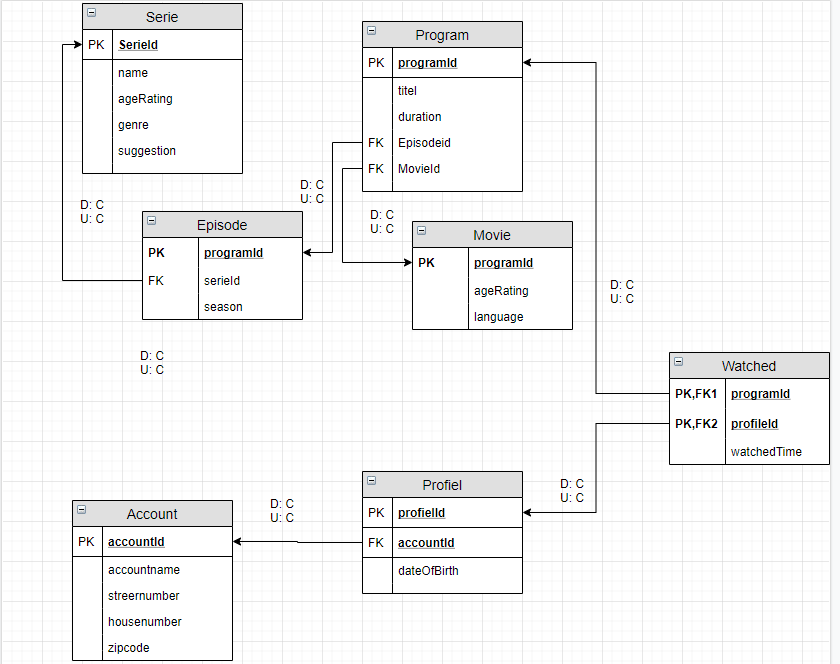 Serie
PK SerieId
name
ageRating
genre
suggestion
Program
PK programId
titel
duration
FK Episodeid
FK MovieId
D: C
U: C
D: C
U: C
D: C
U: C
Episode
PK programId
FK serieId
season
Movie
PK programId
ageRating
language
D: C
U: C
D: C
U: C
Watched
PK,FK1 programId
PK,FK2 profileId
watchedTime
Profiel
PK profielId
FK accountId
dateOfBirth
D: C
U: C
D: C
U: C
Account
PK accountId
accountname
streernumber
housenumber
zipcode